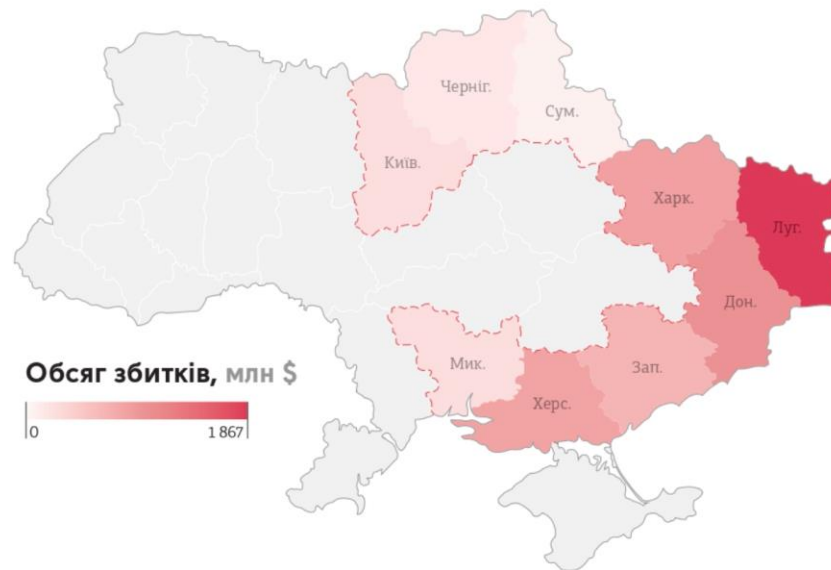 Черніг.
Сум.
Київ.
Харк.
Луг.
Дон.
Мик.
Зап.
Херс.
Обсяг збитків, млн $
0
1 867